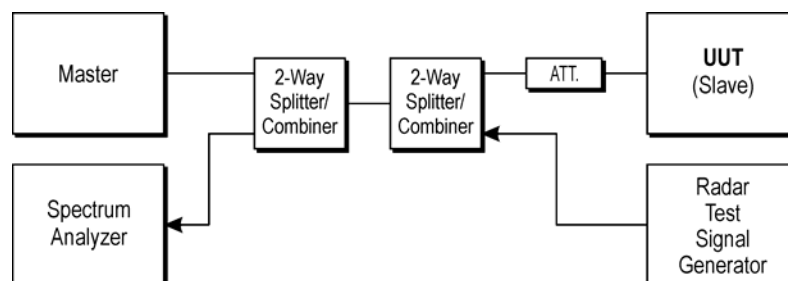 Master
2-Way
Splitter/
Combiner
2-Way
Splitter/
Combiner
ATT.
UUT
(Slave)
Spectrum
Analyzer
Radar
Test
Signal
Generator